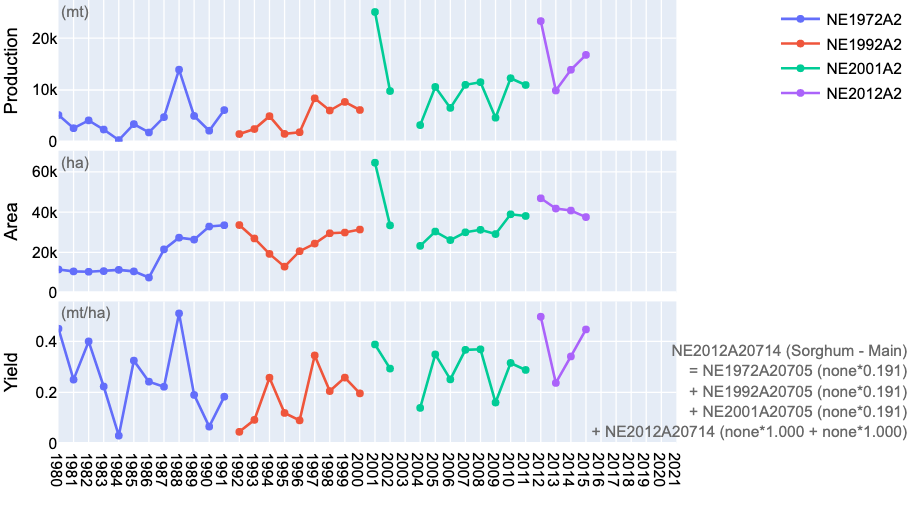 (mt)
Production
20k
10k
0
NE1972A2
NE1992A2
NE2001A2
NE2012A2
(ha)
Area
60k
40k
20k
0
(mt/ha)
Yield
0.4
0.2
0
NE2012A20714 (Sorghum - Main)
= NE1972A20705 (none*0.191)
+ NE1992A20705 (none*0.191)
+ NE2001A20705 (none*0.191)
+ NE2012A20714 (none*1.000 + none*1.000)
1980
1981
1982
1983
1984
1985
1986
1987
1988
1989
1990
1991
1992
1993
1994
1995
1996
1997
1998
1999
2000
2001
2002
2003
2004
2005
2006
2007
2008
2009
2010
2011
2012
2013
2014
2015
2016
2017
2018
2019
2020
2021